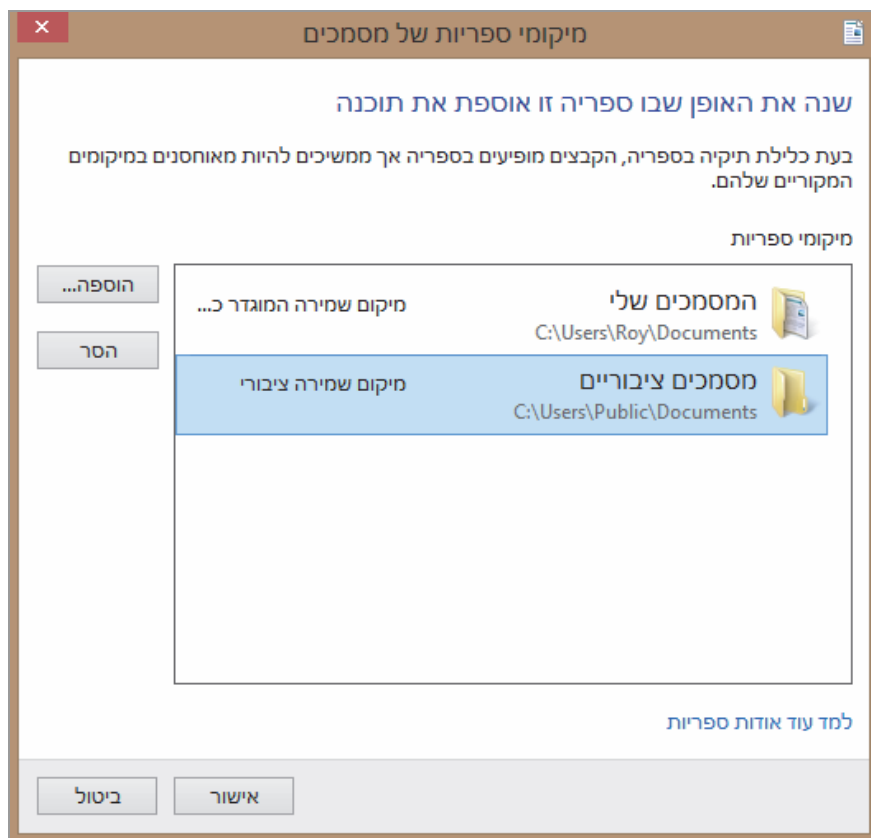 מיקומי ספריות של מסמכים
שנה את האופן שבו ספריה זו אוספת את תוכנה
בעת כלילת תיקיה בספריה, הקבצים מופיעים בספריה אך ממשיכים להיות מאוחסנים במיקומים
המקוריים שלהם.
מיקומי ספריות
המסמכים שלי
מיקום שמירה המוגדר כ...
C:\Users\Roy\Documents
מסמכים ציבוריים
מיקום שמירה ציבורי
C:\Users\Public\Documents
הוספה...
הסר
למד עוד אודות ספריות
אישור
ביטול